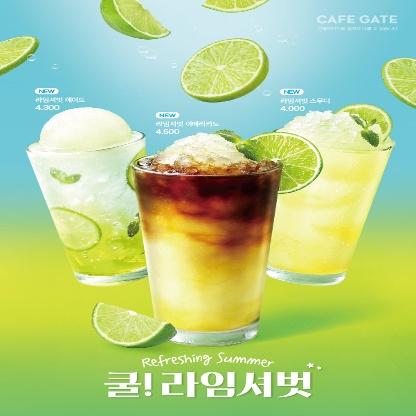 CAFE GATE
NEW
라임셔벗 에이드
4,300
NEW
라임셔벗 아메리카노
4,500
NEW
라임셔벗 스무디
4,000
Refreshing Summer
쿨! 라임셔벗